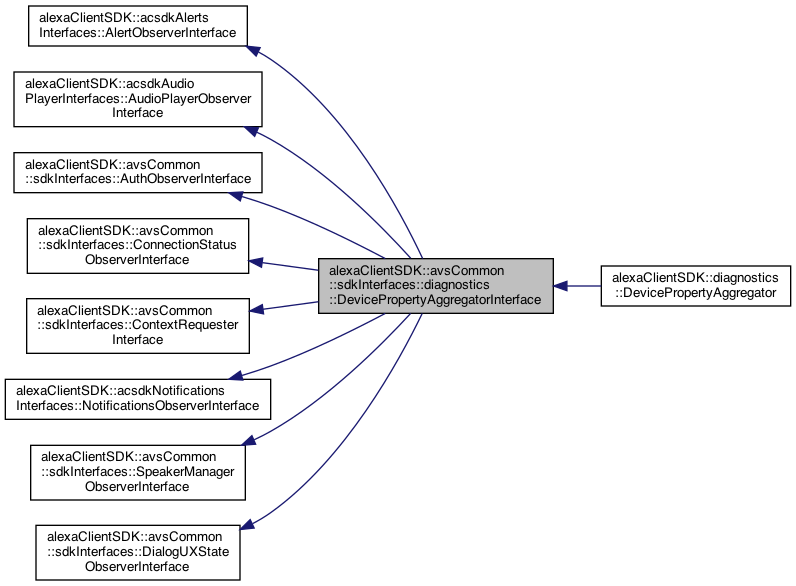 alexaClientSDK::acsdkAlerts
Interfaces::AlertObserverInterface
alexaClientSDK::acsdkAudio
PlayerInterfaces::AudioPlayerObserver
Interface
alexaClientSDK::avsCommon
::sdkInterfaces::AuthObserverInterface
alexaClientSDK::avsCommon
::sdkInterfaces::ConnectionStatus
ObserverInterface
alexaClientSDK::avsCommon
::sdkInterfaces::ContextRequester
Interface
alexaClientSDK::acsdkNotifications
Interfaces::NotificationsObserverInterface
alexaClientSDK::avsCommon
::sdkInterfaces::SpeakerManager
ObserverInterface
alexaClientSDK::avsCommon
::sdkInterfaces::DialogUXState
ObserverInterface
alexaClientSDK::avsCommon
::sdkInterfaces::diagnostics
::DevicePropertyAggregatorInterface
alexaClientSDK::diagnostics
::DevicePropertyAggregator